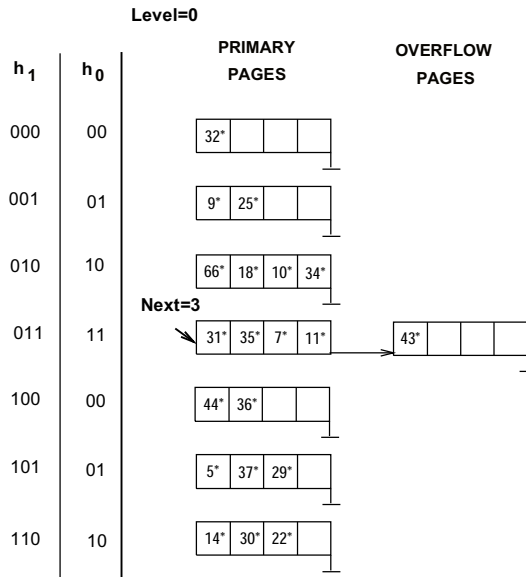 Level=0
PRIMARY PAGES
OVERFLOW PAGES
h1 h0
000 00 32*
001 01 9* 25*
010 10 66* 18* 10* 34*
Next=3
011 11 31* 35* 7* 11* 43*
100 00 44* 36*
101 01 5* 37* 29*
110 10 14* 30* 22*